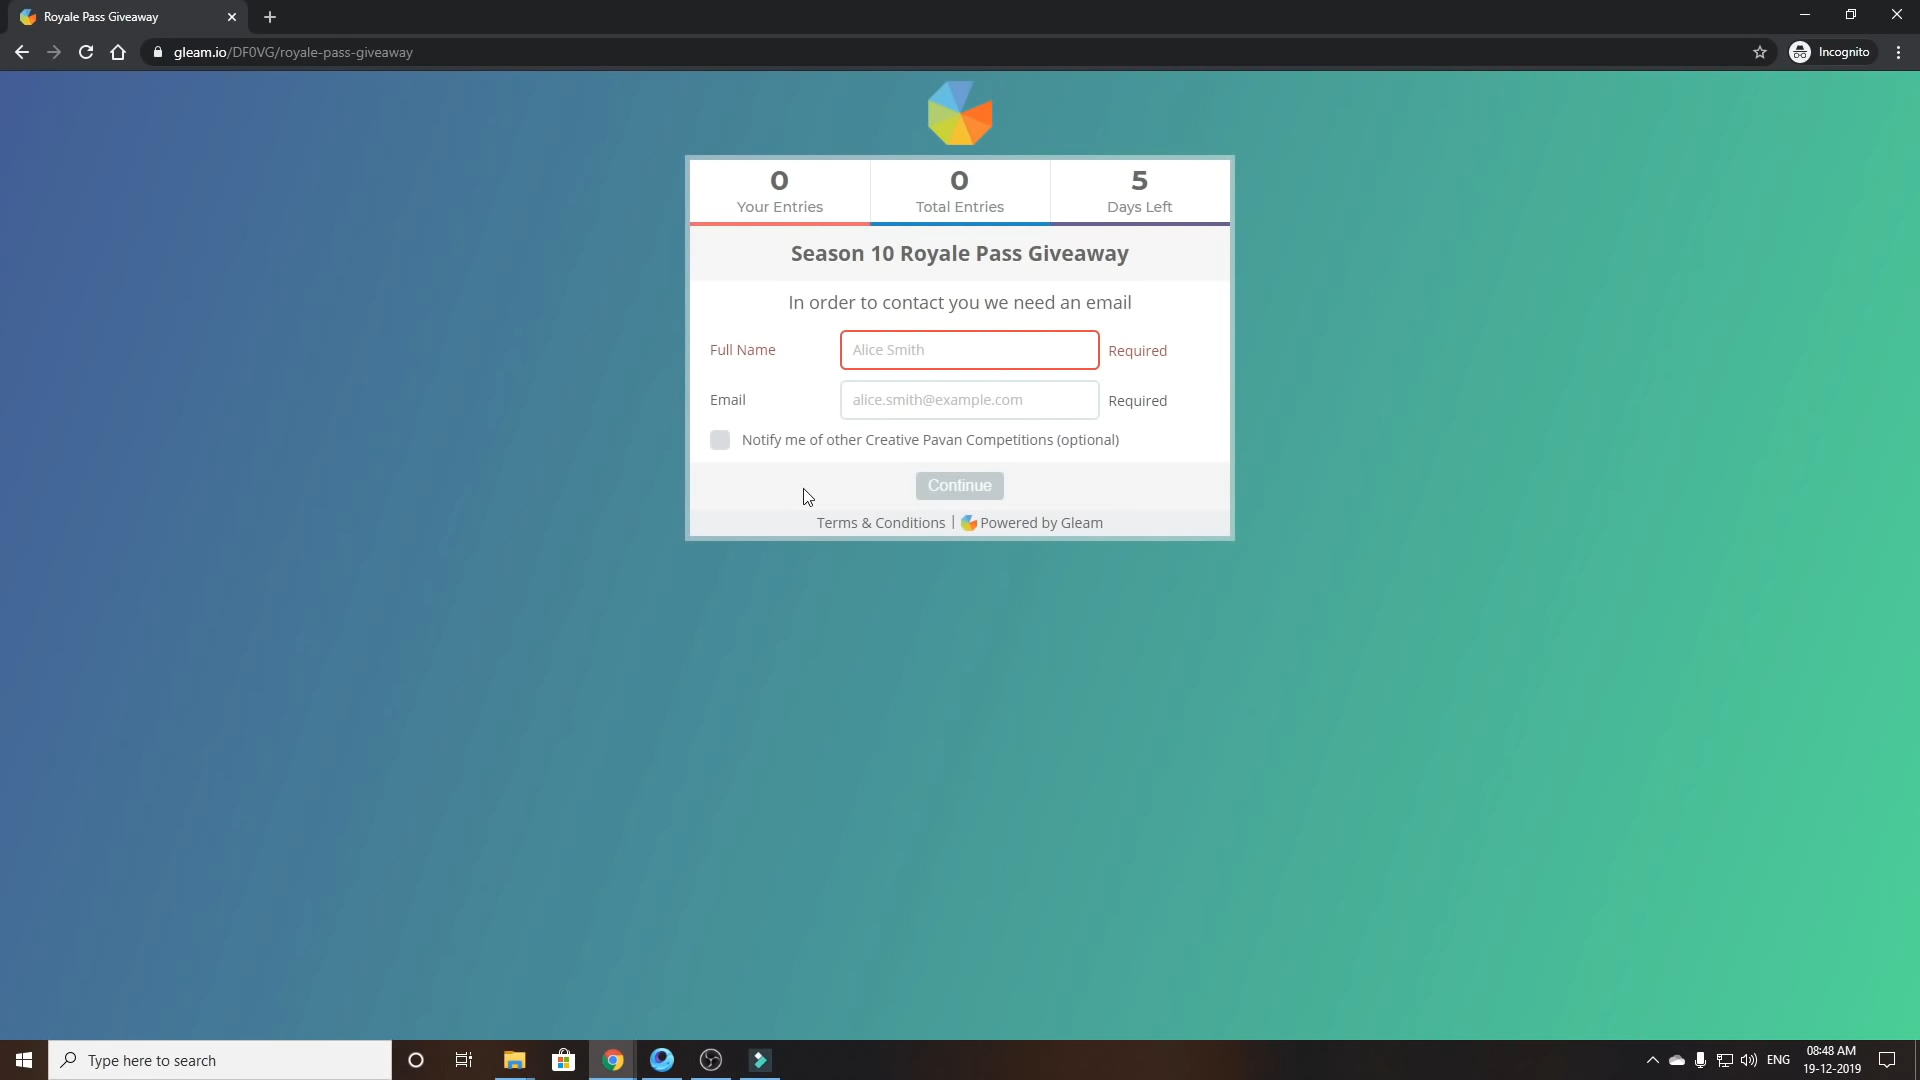 Royale Pass Giveaway
gleam.io/DF0VG/royale-pass-giveaway
Incognito
0
Your Entries
0
Total Entries
5
Days Left
Season 10 Royale Pass Giveaway
In order to contact you we need an email
Full Name
Alice Smith
Required
Email
alice.smith@example.com
Required
Notify me of other Creative Pavan Competitions (optional)
Continue
Terms & Conditions | Powered by Gleam
Type here to search
ENG
08:48 AM
19-12-2019